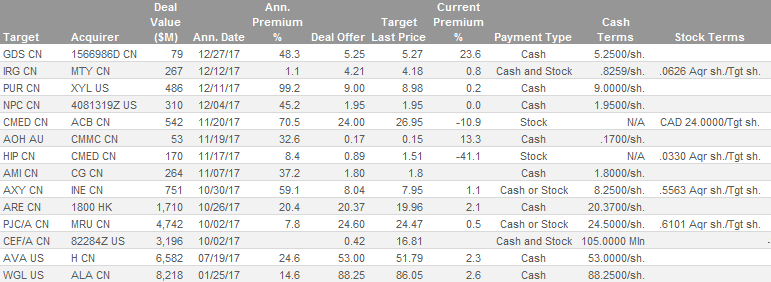 Deal Ann. Target Current
Value Premium Premium Cash
Target Acquirer ($M) Ann. Date % Deal Offer Last Price % Payment Type Terms Stock Terms
GDS CN 1566986D CN 79 12/27/17 48.3 5.25 5.27 23.6 Cash 5.2500/sh.
IRG CN MTY CN 267 12/12/17 1.1 4.21 4.18 0.8 Cash and Stock .8259/sh. .0626 Aqr sh./Tgt sh.
PUR CN XYL US 486 12/11/17 99.2 9.00 8.98 0.2 Cash 9.0000/sh.
NPC CN 4081319Z US 310 12/04/17 45.2 1.95 1.95 0.0 Cash 1.9500/sh.
CMED CN ACB CN 542 11/20/17 70.5 24.00 26.95 -10.9 Stock N/A CAD 24.0000/Tgt sh.
AOH AU CMMC CN 53 11/19/17 32.6 0.17 0.15 13.3 Cash .1700/sh.
HIP CN CMED CN 170 11/17/17 8.4 0.89 1.51 -41.1 Stock N/A .0330 Aqr sh./Tgt sh.
AMI CN CG CN 264 11/07/17 37.2 1.80 1.8 Cash 1.8000/sh.
AXY CN INE CN 751 10/30/17 59.1 8.04 7.95 1.1 Cash or Stock 8.2500/sh. .5563 Aqr sh./Tgt sh.
ARE CN 1800 HK 1,710 10/26/17 20.4 20.37 19.96 2.1 Cash 20.3700/sh.
PJC/A CN MRU CN 4,742 10/02/17 7.8 24.60 24.47 0.5 Cash or Stock 24.5000/sh. .6101 Aqr sh./Tgt sh.
CEF/A CN 82284Z US 3,196 10/02/17 0.42 16.81 Cash and Stock 105.0000 Mln -
AVA US H CN 6,582 07/19/17 24.6 53.00 51.79 2.3 Cash 53.0000/sh.
WGL US ALA CN 8,218 01/25/17 14.6 88.25 86.05 2.6 Cash 88.2500/sh.